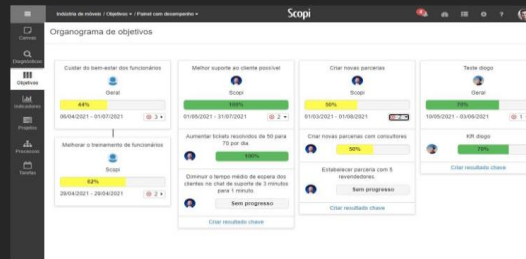 Indústria de móveis / Objetivos ▾ / Painel com desempenho ▾
Scopi
Canvas
Diagnósticos
Objetivos
Indicadores
Projetos
Processos
Tarefas
Organograma de objetivos
Cuidar do bem-estar dos funcionários
Geral
44%
06/04/2021 - 01/07/2021
3
Melhorar o treinamento de funcionários
Scopi
52%
29/04/2021 - 29/04/2021
2
Melhor suporte ao cliente possível
Scopi
100%
01/05/2021 - 31/07/2021
2
Aumentar tickets resolvidos de 50 para
70 por dia.
100%
Diminuir o tempo médio de espera dos
clientes no chat de suporte de 3 minutos
para 1 minuto.
Sem progresso
Criar resultado chave
Criar novas parcerias
Scopi
50%
01/03/2021 - 01/08/2021
2
Criar novas parcerias com consultores
50%
Estabelecer parceria com 5
revendedores.
Sem progresso
Criar resultado chave
Teste diogo
Geral
70%
10/05/2021 - 03/06/2021
1
KR diogo
70%
Criar resultado chave